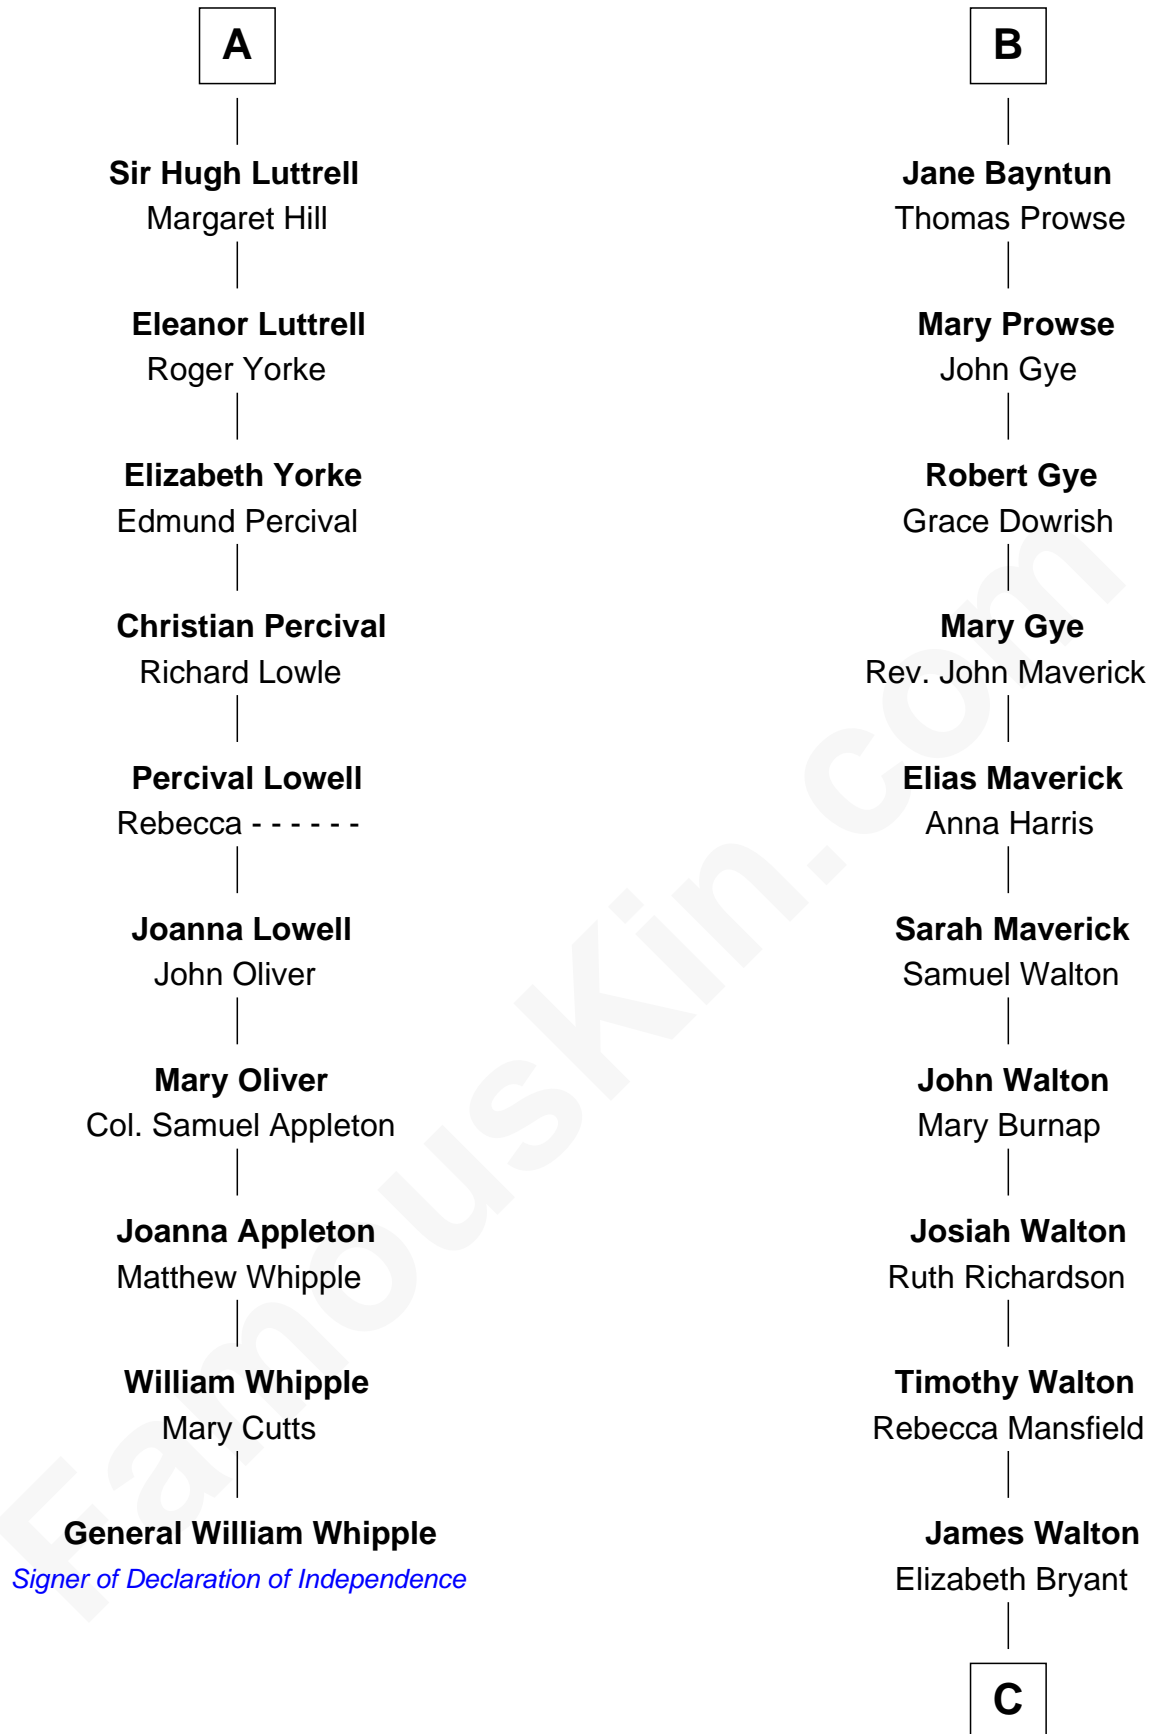 A
Sir Hugh Luttrell
Margaret Hill
Eleanor Luttrell
Roger Yorke
Elizabeth Yorke
Edmund Percival
Christian Percival
Richard Lowle
Percival Lowell
Rebecca - - - - - -
Joanna Lowell
John Oliver
Mary Oliver
Col. Samuel Appleton
Joanna Appleton
Matthew Whipple
William Whipple
Mary Cutts
General William Whipple
Signer of Declaration of Independence
B
Jane Bayntun
Thomas Prowse
Mary Prowse
John Gye
Robert Gye
Grace Dowrish
Mary Gye
Rev. John Maverick
Elias Maverick
Anna Harris
Sarah Maverick
Samuel Walton
John Walton
Mary Burnap
Josiah Walton
Ruth Richardson
Timothy Walton
Rebecca Mansfield
James Walton
Elizabeth Bryant
C
FamousKin.com